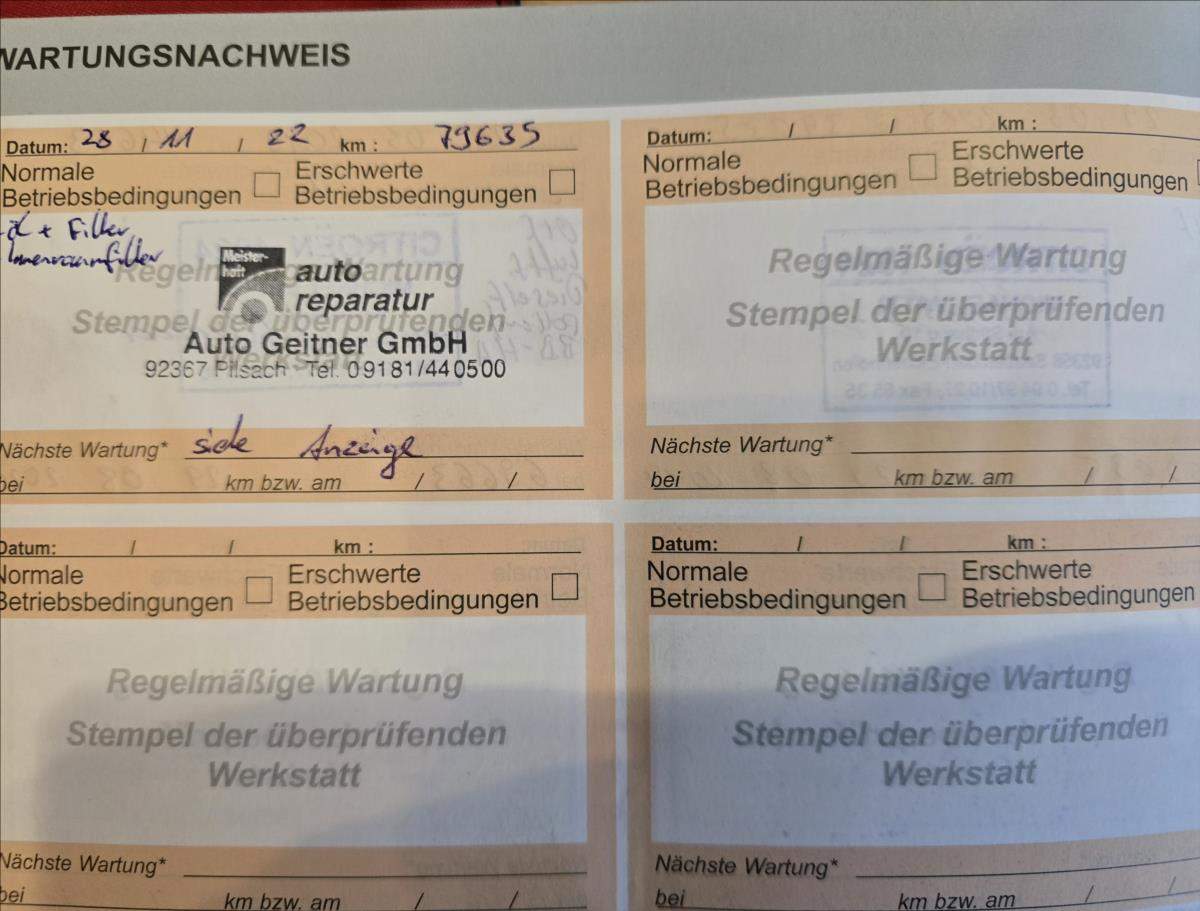 WARTUNGSNACHWEIS
Datum: 28 / 11 / 22 km : 79635
Normale Betriebsbedingungen
Erschwerte Betriebsbedingungen
+ Filter
Innenraumfilter
Regelmäßige Wartung
Stempel der überprüfenden
Werkstatt
Meister-
haft
auto
reparatur
Auto Geitner GmbH
92367 Pilsach Tel. 09181/440500
Nächste Wartung* siehe Anzeige
bei km bzw. am / /
Datum: / / km :
Normale Betriebsbedingungen
Erschwerte Betriebsbedingungen
Regelmäßige Wartung
Stempel der überprüfenden
Werkstatt
Nächste Wartung*
bei km bzw. am / /
Datum: / / km :
Normale Betriebsbedingungen
Erschwerte Betriebsbedingungen
Regelmäßige Wartung
Stempel der überprüfenden
Werkstatt
Nächste Wartung*
bei km bzw. am / /
Datum: / / km :
Normale Betriebsbedingungen
Erschwerte Betriebsbedingungen
Regelmäßige Wartung
Stempel der überprüfenden
Werkstatt
Nächste Wartung*
bei km bzw. am / /